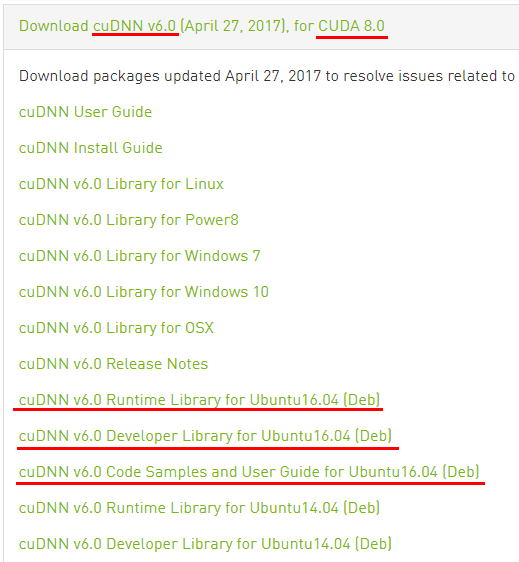 Download cuDNN v6.0 (April 27, 2017), for CUDA 8.0
Download packages updated April 27, 2017 to resolve issues related to
cuDNN User Guide
cuDNN Install Guide
cuDNN v6.0 Library for Linux
cuDNN v6.0 Library for Power8
cuDNN v6.0 Library for Windows 7
cuDNN v6.0 Library for Windows 10
cuDNN v6.0 Library for OSX
cuDNN v6.0 Release Notes
cuDNN v6.0 Runtime Library for Ubuntu16.04 (Deb)
cuDNN v6.0 Developer Library for Ubuntu16.04 (Deb)
cuDNN v6.0 Code Samples and User Guide for Ubuntu16.04 (Deb)
cuDNN v6.0 Runtime Library for Ubuntu14.04 (Deb)
cuDNN v6.0 Developer Library for Ubuntu14.04 (Deb)